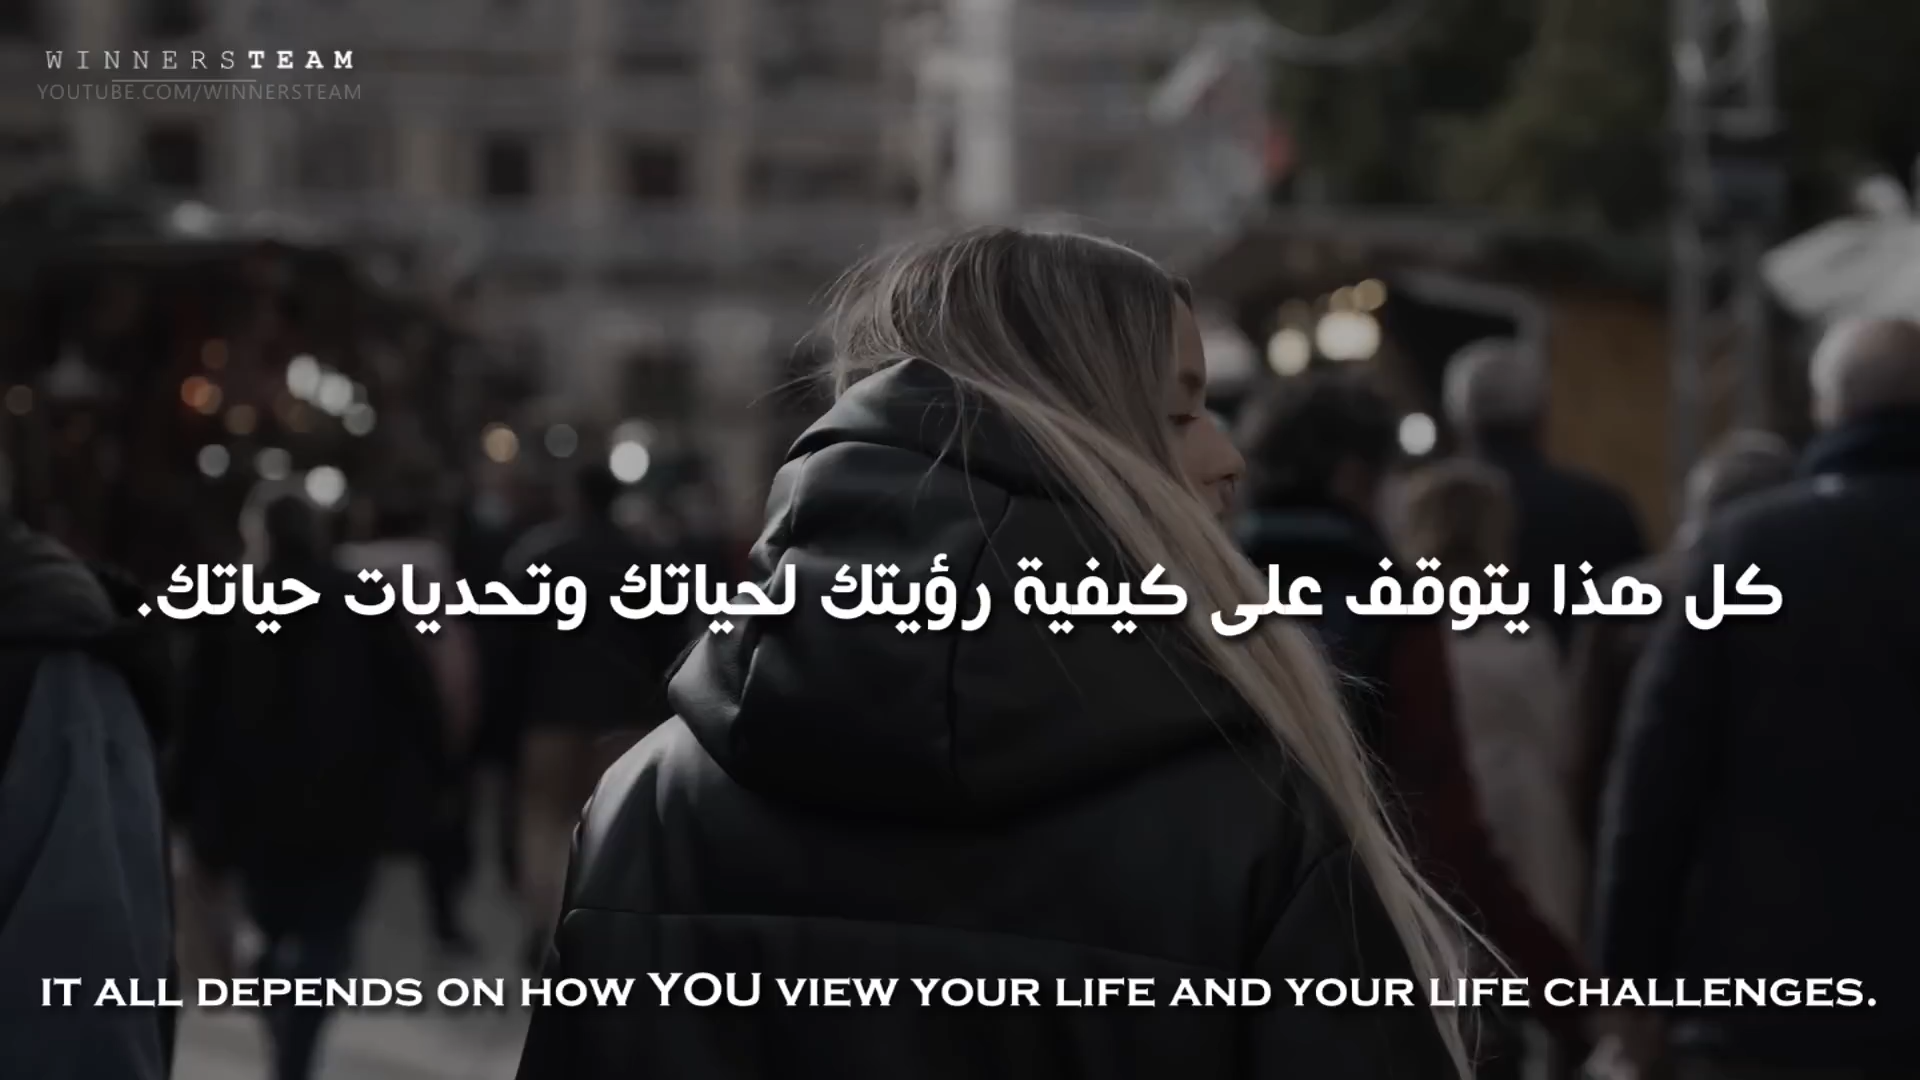 WINNERSTEAM
YOUTUBE.COM/WINNERSTEAM
كل هذا يتوقف على كيفية رؤيتك لحياتك وتحديات حياتك.
IT ALL DEPENDS ON HOW YOU VIEW YOUR LIFE AND YOUR LIFE CHALLENGES.